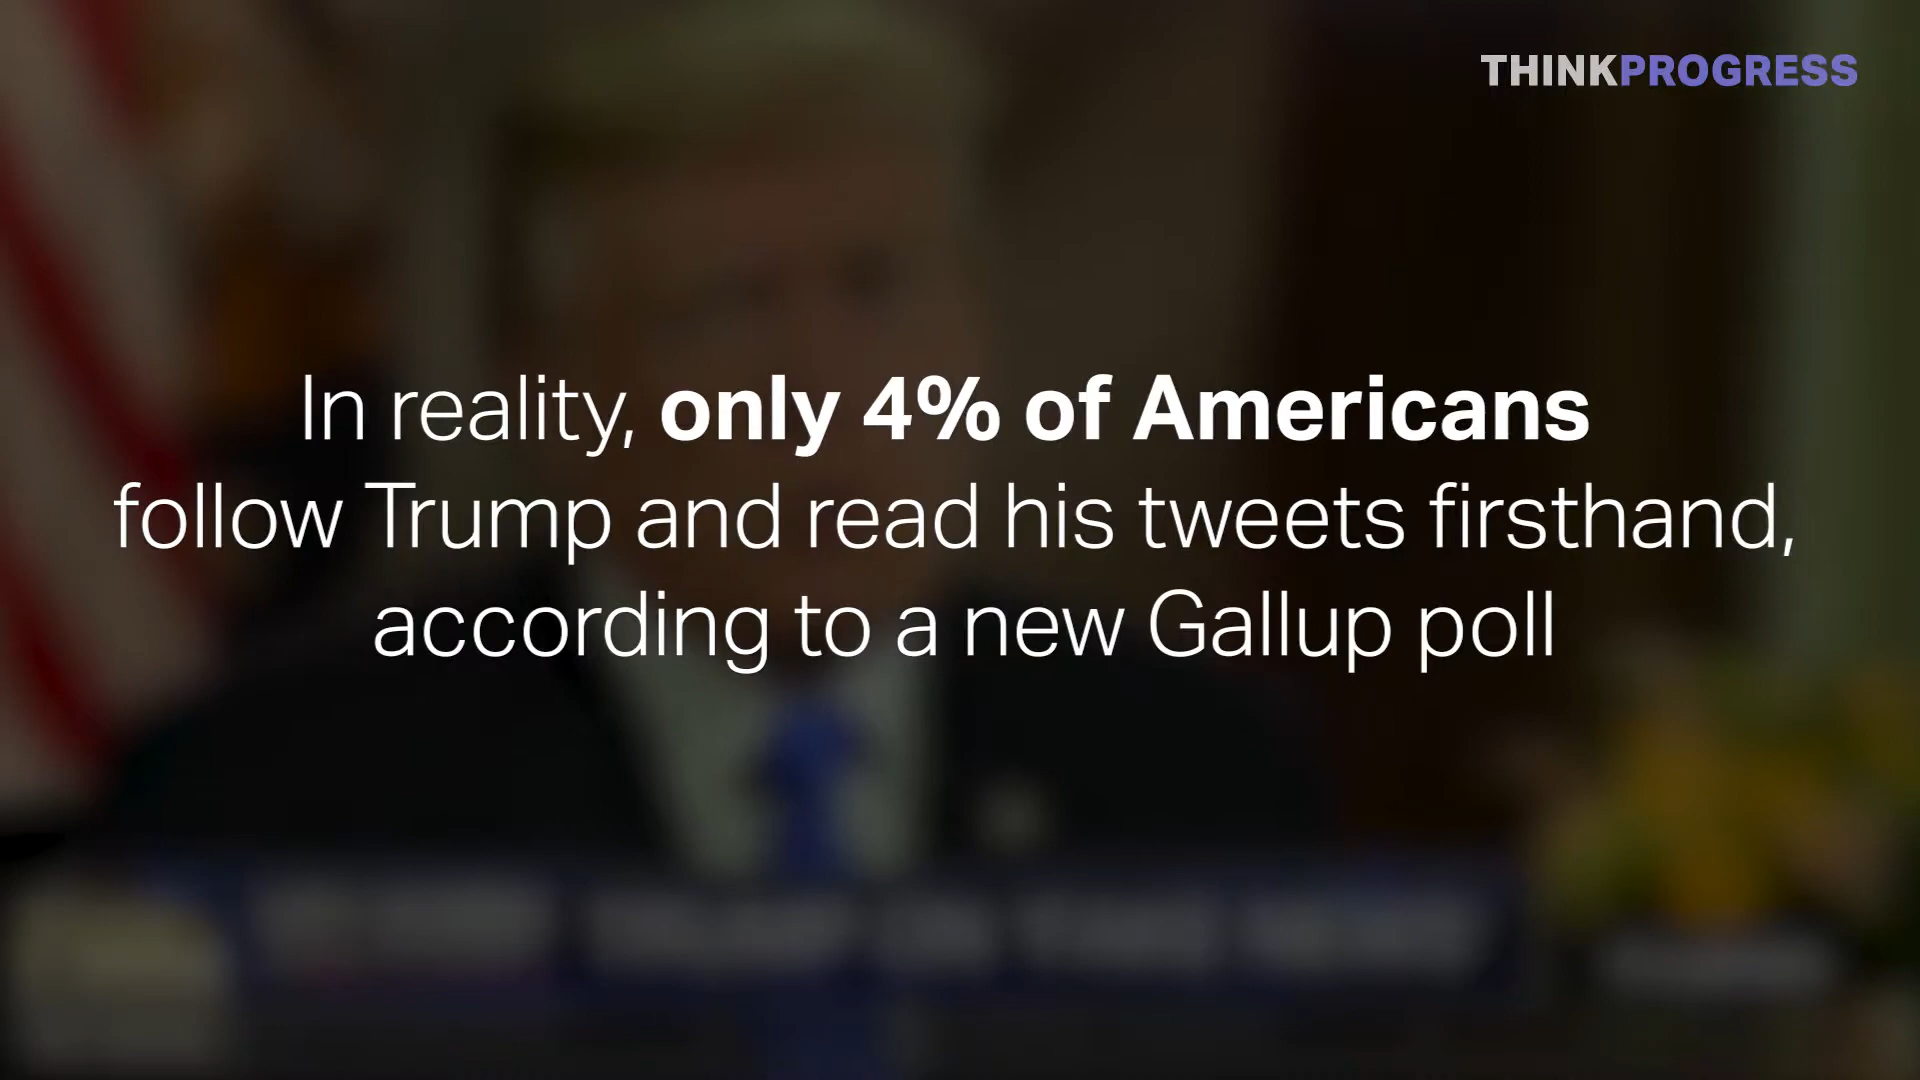 THINKPROGRESS
In reality, only 4% of Americans
follow Trump and read his tweets firsthand,
according to a new Gallup poll